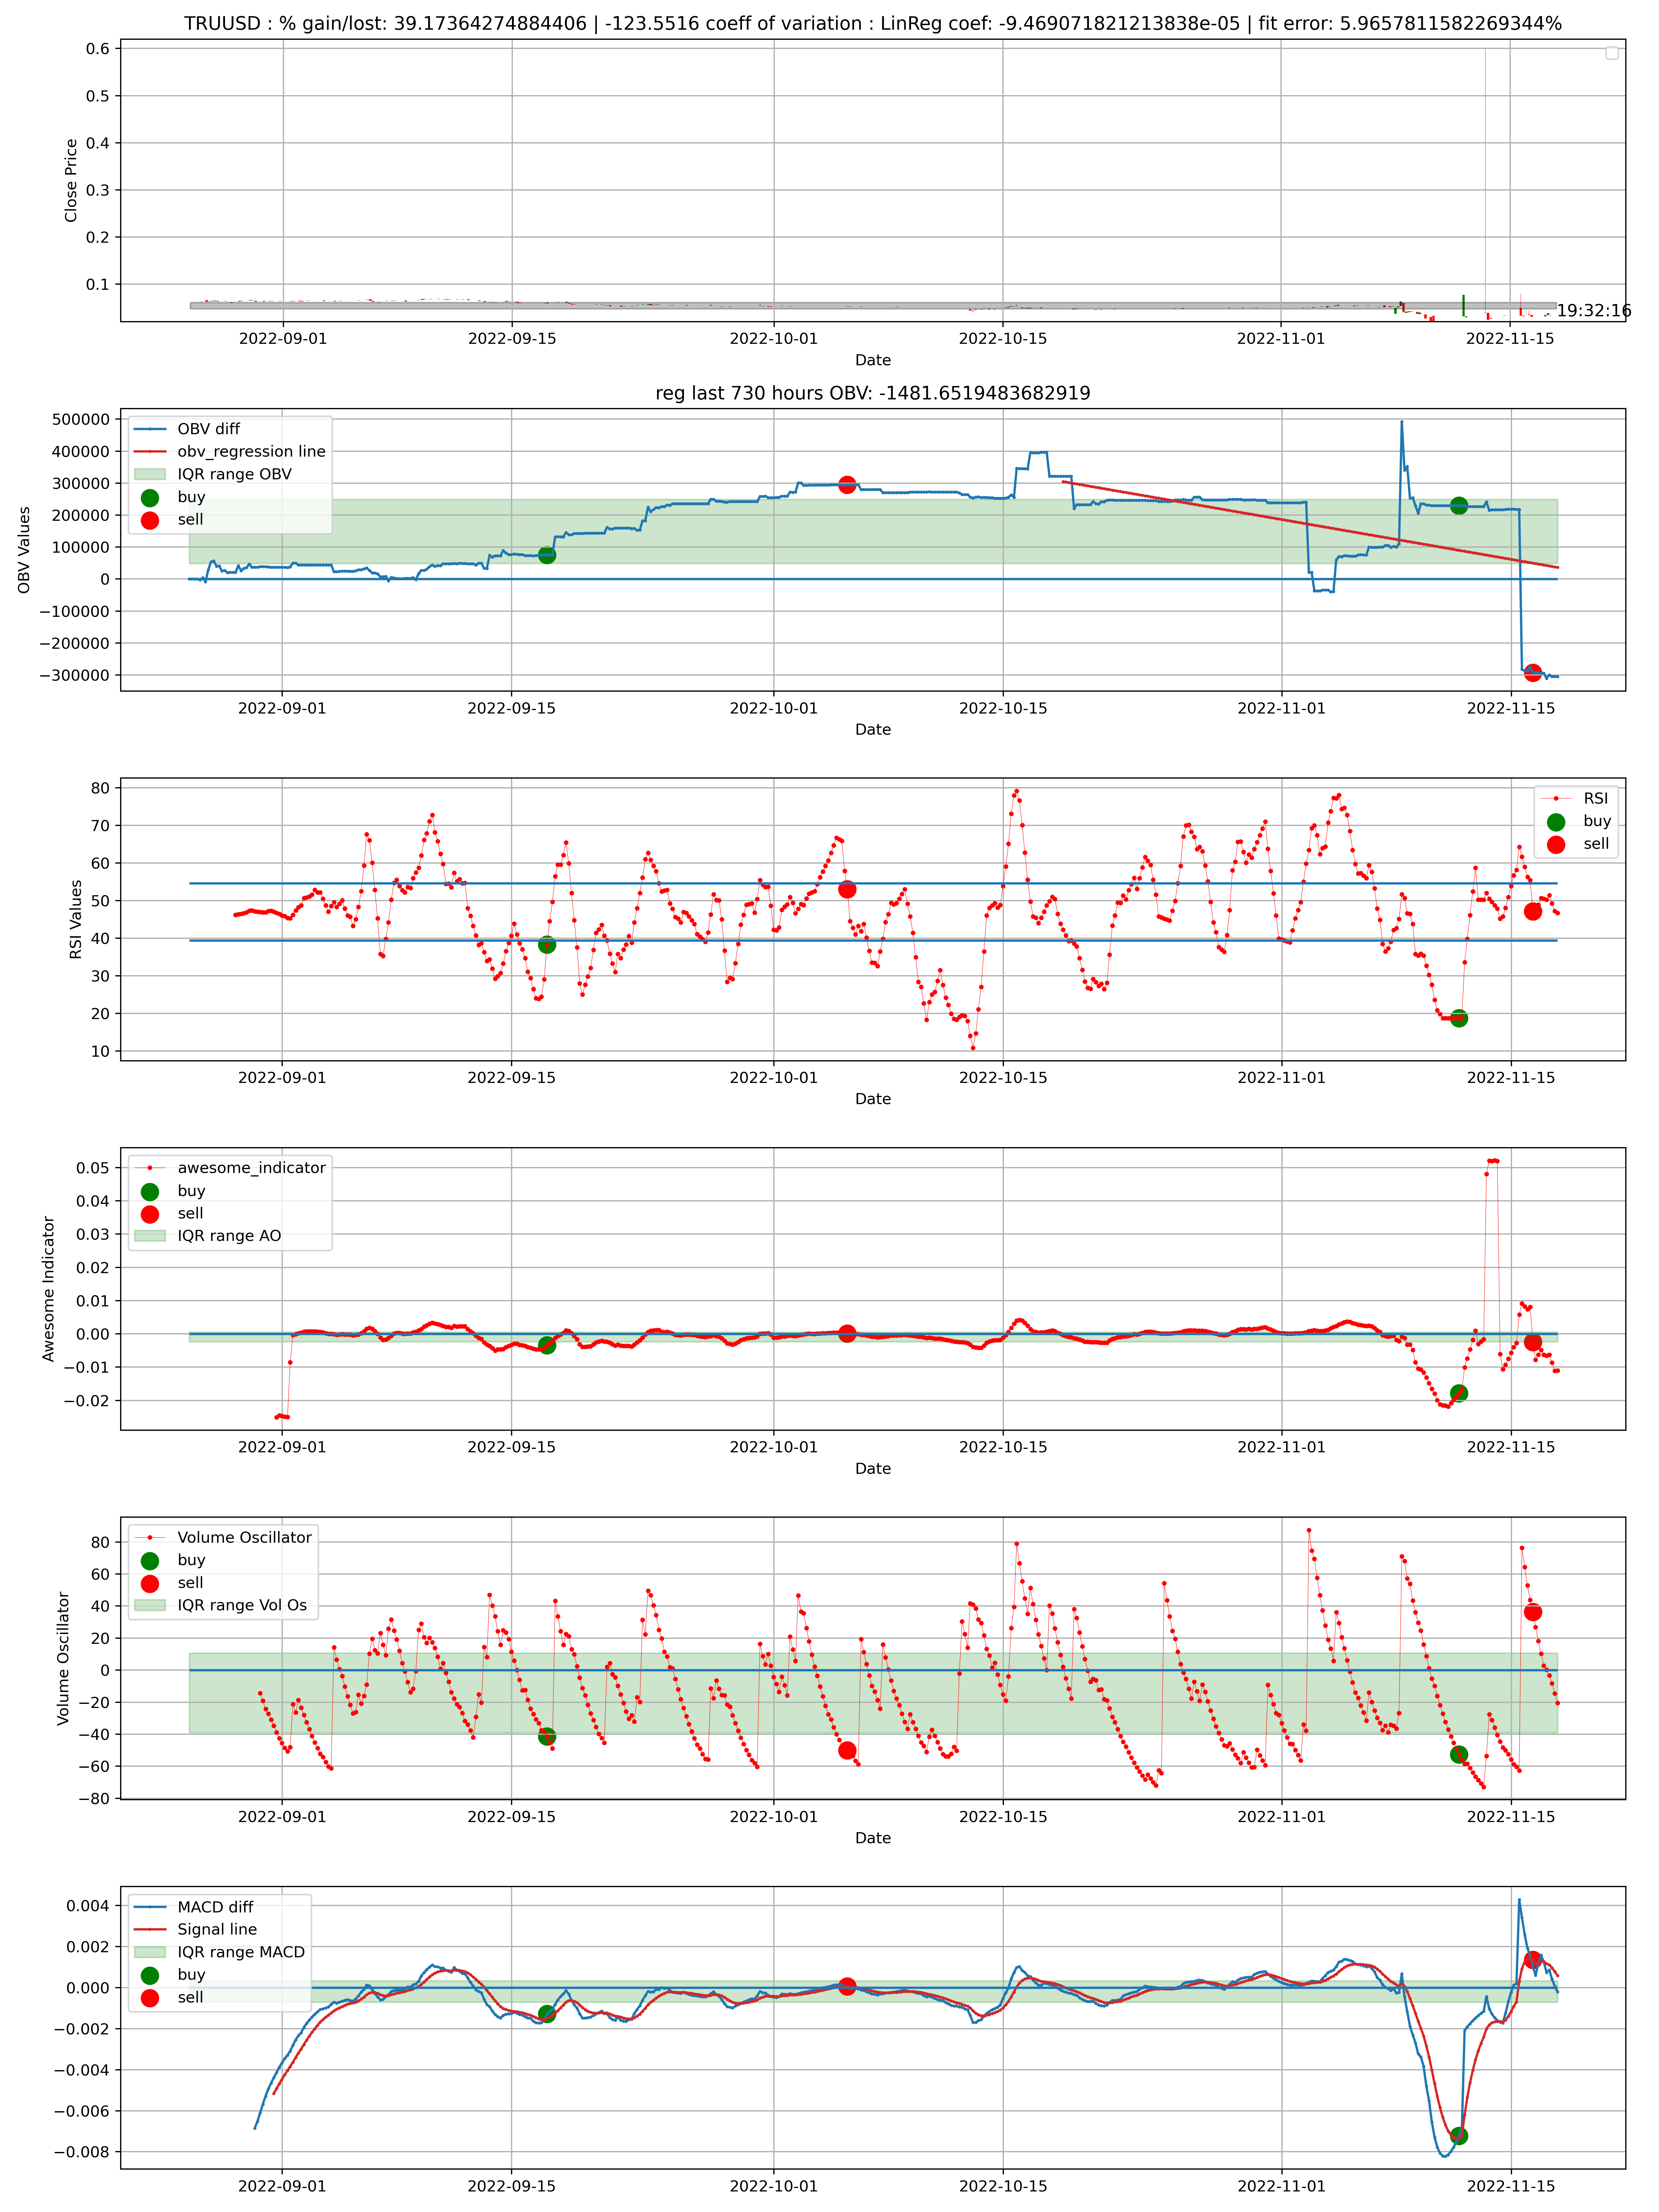 TRUUSD : % gain/lost: 39.17364274884406 | -123.5516 coeff of variation : LinReg coef: -9.469071821213838e-05 | fit error: 5.9657811582269344%
0.6
0.5
0.4
0.3
0.2
0.1
Close Price
19:32:16
2022-09-01 2022-09-15 2022-10-01 2022-10-15 2022-11-01 2022-11-15
Date
reg last 730 hours OBV: -1481.6519483682919
OBV diff
obv_regression line
IQR range OBV
buy
sell
500000
400000
300000
200000
100000
0
−100000
−200000
−300000
OBV Values
2022-09-01 2022-09-15 2022-10-01 2022-10-15 2022-11-01 2022-11-15
Date
RSI
buy
sell
80
70
60
50
40
30
20
10
RSI Values
2022-09-01 2022-09-15 2022-10-01 2022-10-15 2022-11-01 2022-11-15
Date
awesome_indicator
buy
sell
IQR range AO
0.05
0.04
0.03
0.02
0.01
0.00
−0.01
−0.02
Awesome Indicator
2022-09-01 2022-09-15 2022-10-01 2022-10-15 2022-11-01 2022-11-15
Date
Volume Oscillator
buy
sell
IQR range Vol Os
80
60
40
20
0
−20
−40
−60
−80
Volume Oscillator
2022-09-01 2022-09-15 2022-10-01 2022-10-15 2022-11-01 2022-11-15
Date
MACD diff
Signal line
IQR range MACD
buy
sell
0.004
0.002
0.000
−0.002
−0.004
−0.006
−0.008
2022-09-01 2022-09-15 2022-10-01 2022-10-15 2022-11-01 2022-11-15